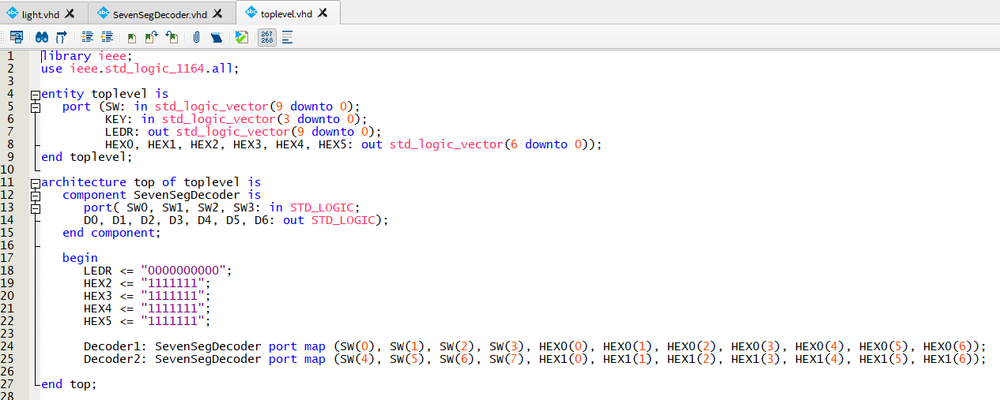 light.vhd SevenSegDecoder.vhd toplevel.vhd
267
268
1 library ieee;
2 use ieee.std_logic_1164.all;
3
4 entity toplevel is
5 port (SW: in std_logic_vector(9 downto 0);
6 KEY: in std_logic_vector(3 downto 0);
7 LEDR: out std_logic_vector(9 downto 0);
8 HEX0, HEX1, HEX2, HEX3, HEX4, HEX5: out std_logic_vector(6 downto 0));
9 end toplevel;
10
11 architecture top of toplevel is
12 component SevenSegDecoder is
13 port( SW0, SW1, SW2, SW3: in STD_LOGIC;
14 D0, D1, D2, D3, D4, D5, D6: out STD_LOGIC);
15 end component;
16
17 begin
18 LEDR <= "0000000000";
19 HEX2 <= "1111111";
20 HEX3 <= "1111111";
21 HEX4 <= "1111111";
22 HEX5 <= "1111111";
23
24 Decoder1: SevenSegDecoder port map (SW(0), SW(1), SW(2), SW(3), HEX0(0), HEX0(1), HEX0(2), HEX0(3), HEX0(4), HEX0(5), HEX0(6));
25 Decoder2: SevenSegDecoder port map (SW(4), SW(5), SW(6), SW(7), HEX1(0), HEX1(1), HEX1(2), HEX1(3), HEX1(4), HEX1(5), HEX1(6));
26
27 end top;
28